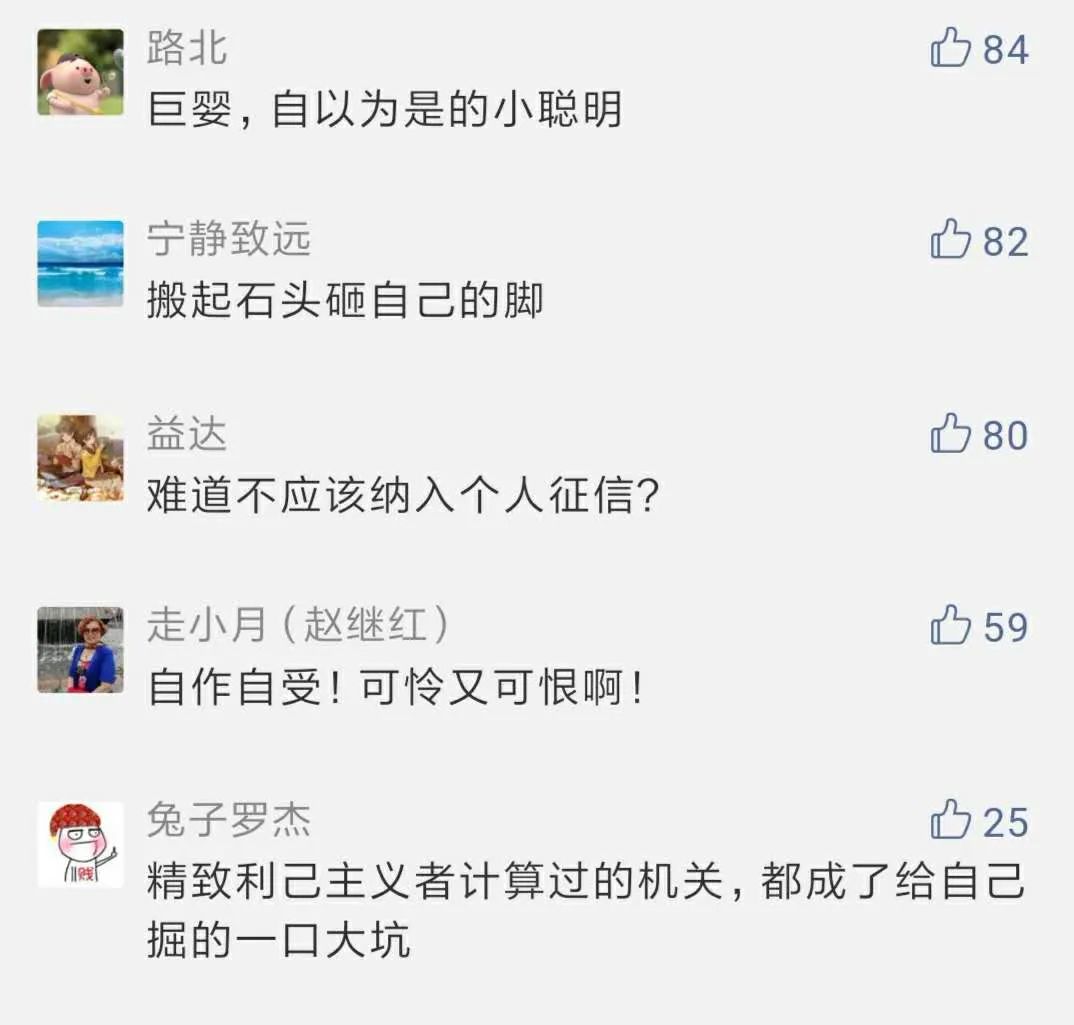 路北
84
巨婴，自以为是的小聪明
宁静致远
82
搬起石头砸自己的脚
益达
80
难道不应该纳入个人征信？
走小月（赵继红）
59
自作自受！可怜又可恨啊！
兔子罗杰
25
精致利己主义者计算过的机关，都成了给自己
掘的一口大坑
贱